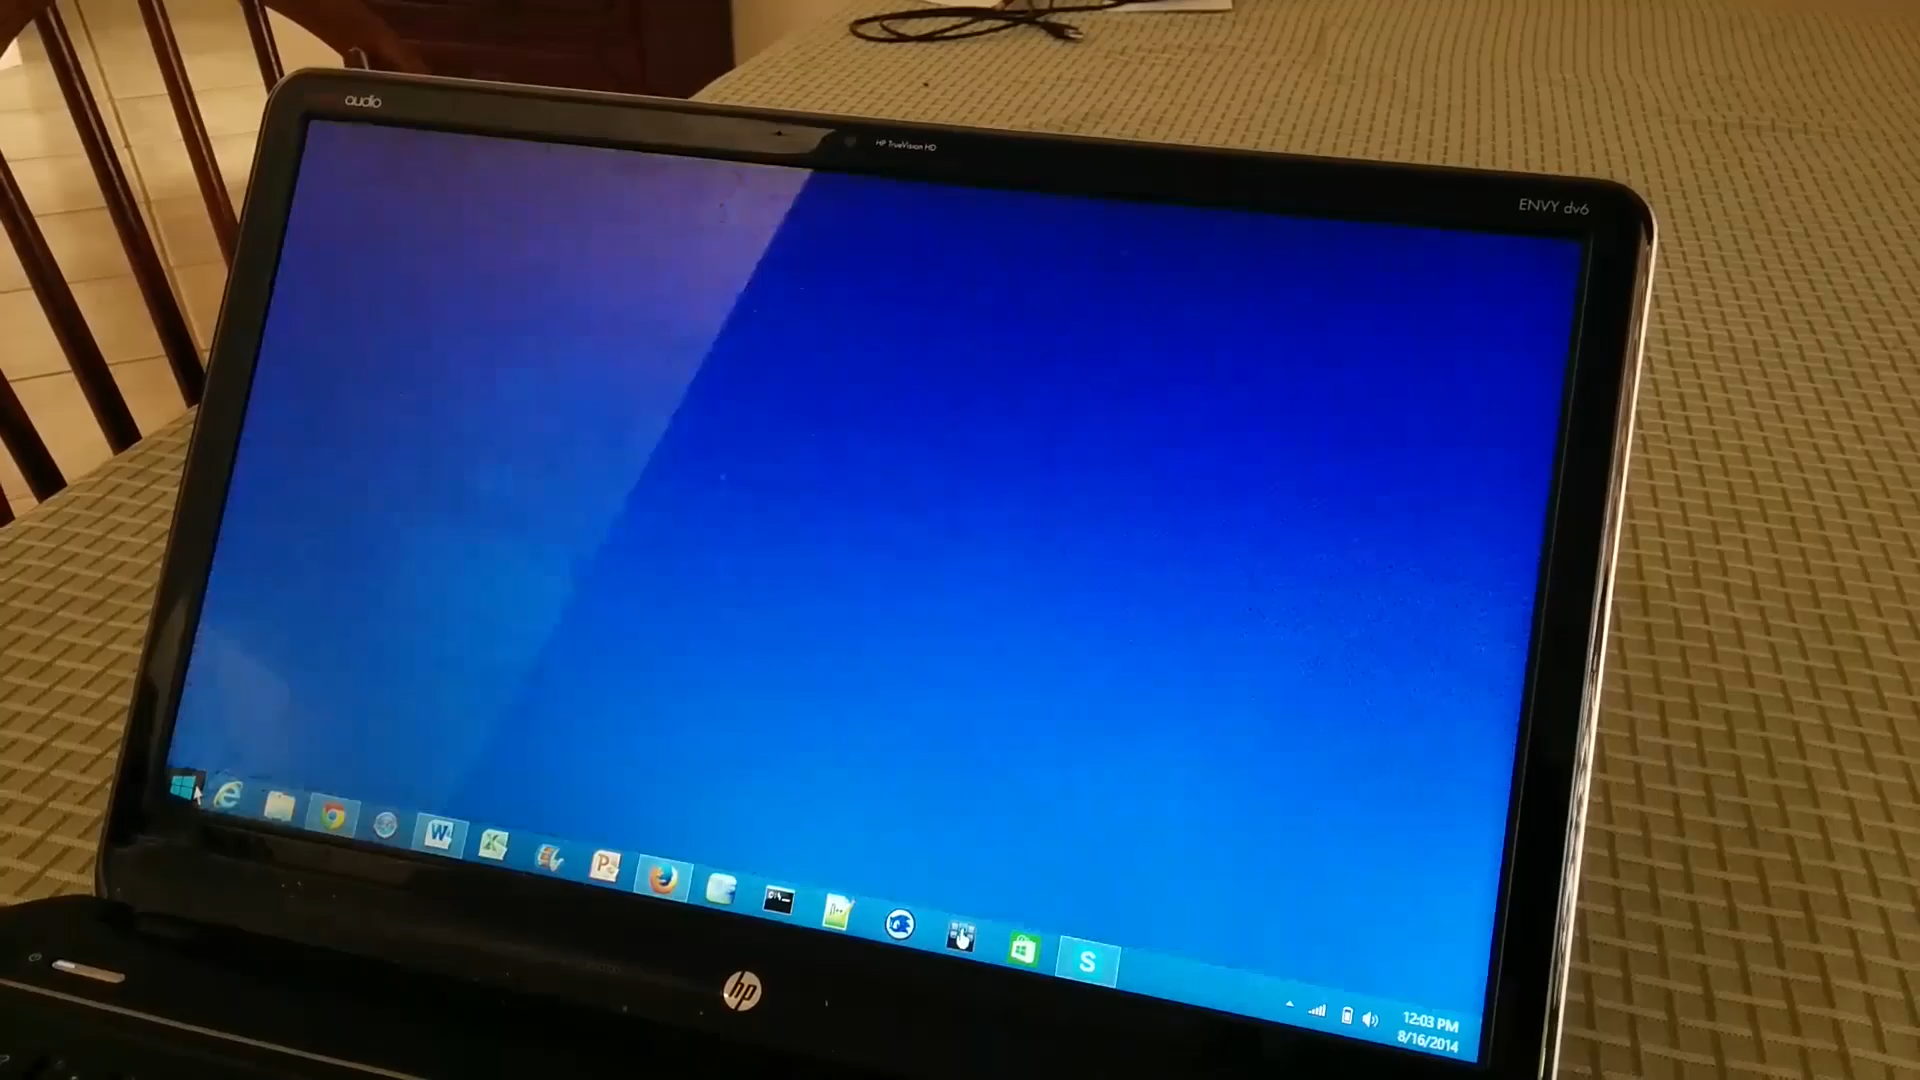 audio
HP TrueVision HD
ENVY dv6
W
X
P
C:\
S
12:03 PM
8/16/2014
hp